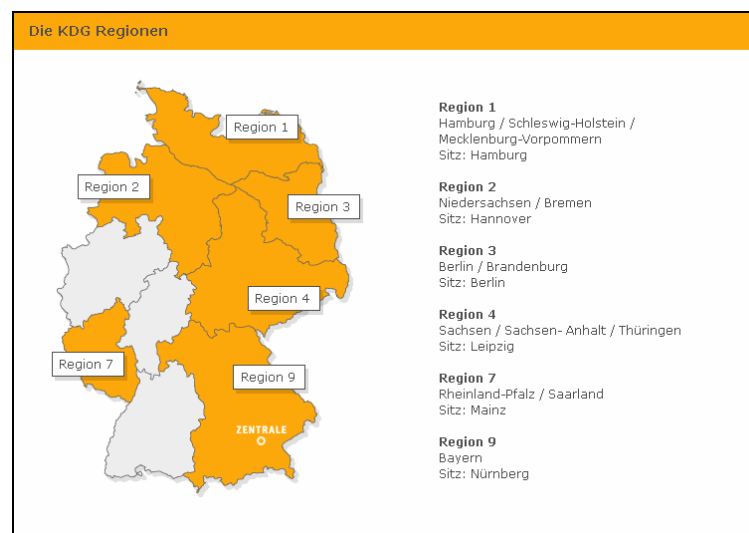 Die KDG Regionen
Region 1
Region 2
Region 3
Region 4
Region 7
Region 9
ZENTRALE
Region 1
Hamburg / Schleswig-Holstein /
Mecklenburg-Vorpommern
Sitz: Hamburg
Region 2
Niedersachsen / Bremen
Sitz: Hannover
Region 3
Berlin / Brandenburg
Sitz: Berlin
Region 4
Sachsen / Sachsen- Anhalt / Thüringen
Sitz: Leipzig
Region 7
Rheinland-Pfalz / Saarland
Sitz: Mainz
Region 9
Bayern
Sitz: Nürnberg